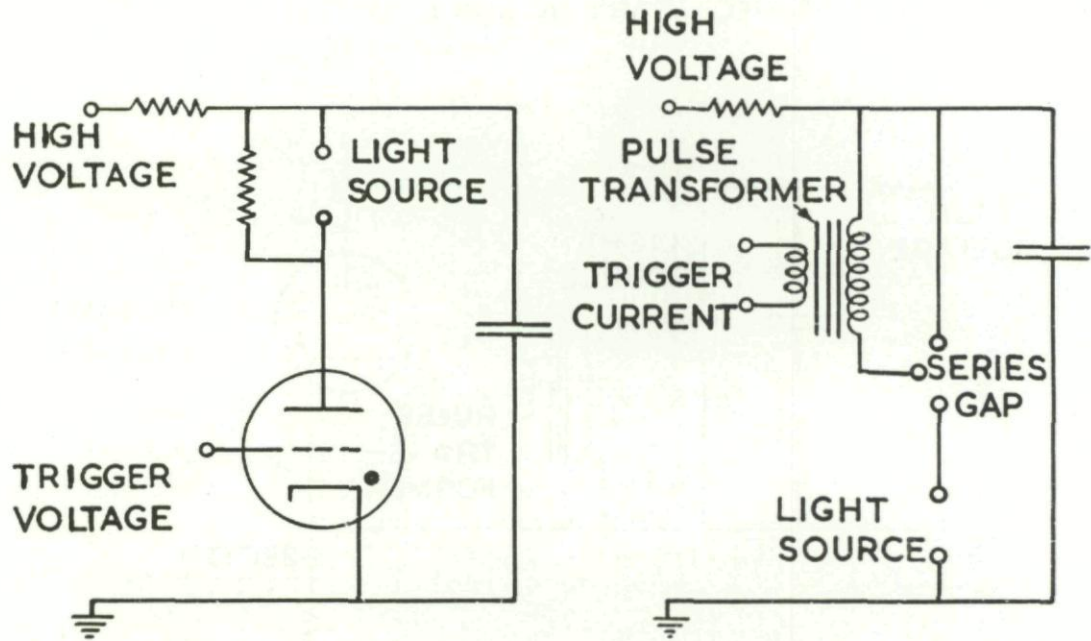 HIGH
VOLTAGE
LIGHT
SOURCE
TRIGGER
VOLTAGE
HIGH
VOLTAGE
PULSE
TRANSFORMER
TRIGGER
CURRENT
SERIES
GAP
LIGHT
SOURCE